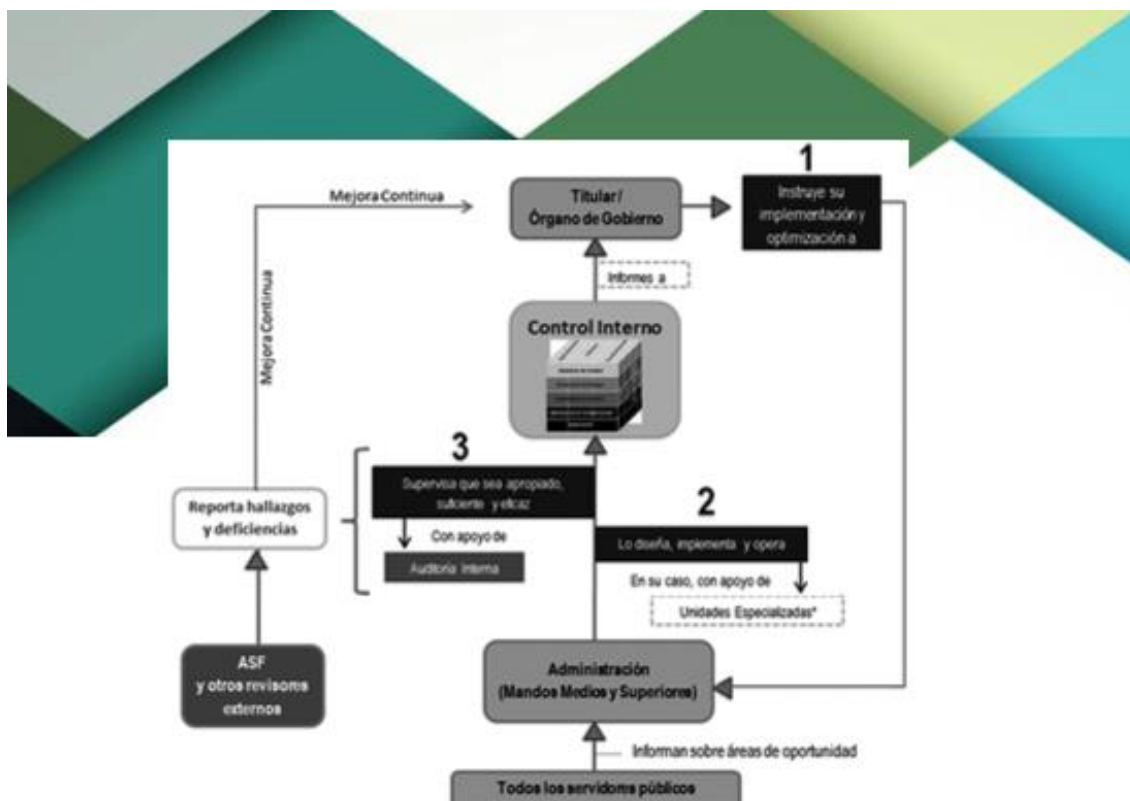 1
Mejora Continua
Titular/
Órgano de Gobierno
Instruye su
implementación y
optimización a
Informes a
Mejora Continua
Control Interno
3
Supervisa que sea apropiado,
suficiente y eficaz
2
Reporta hallazgos
y deficiencias
Con apoyo de
Lo diseña, implementa y opera
Auditoría Interna
En su caso, con apoyo de
Unidades Especializadas*
ASF
y otros revisores
externos
Administración
(Mandos Medios y Superiores)
Informan sobre áreas de oportunidad
Todos los servidores públicos